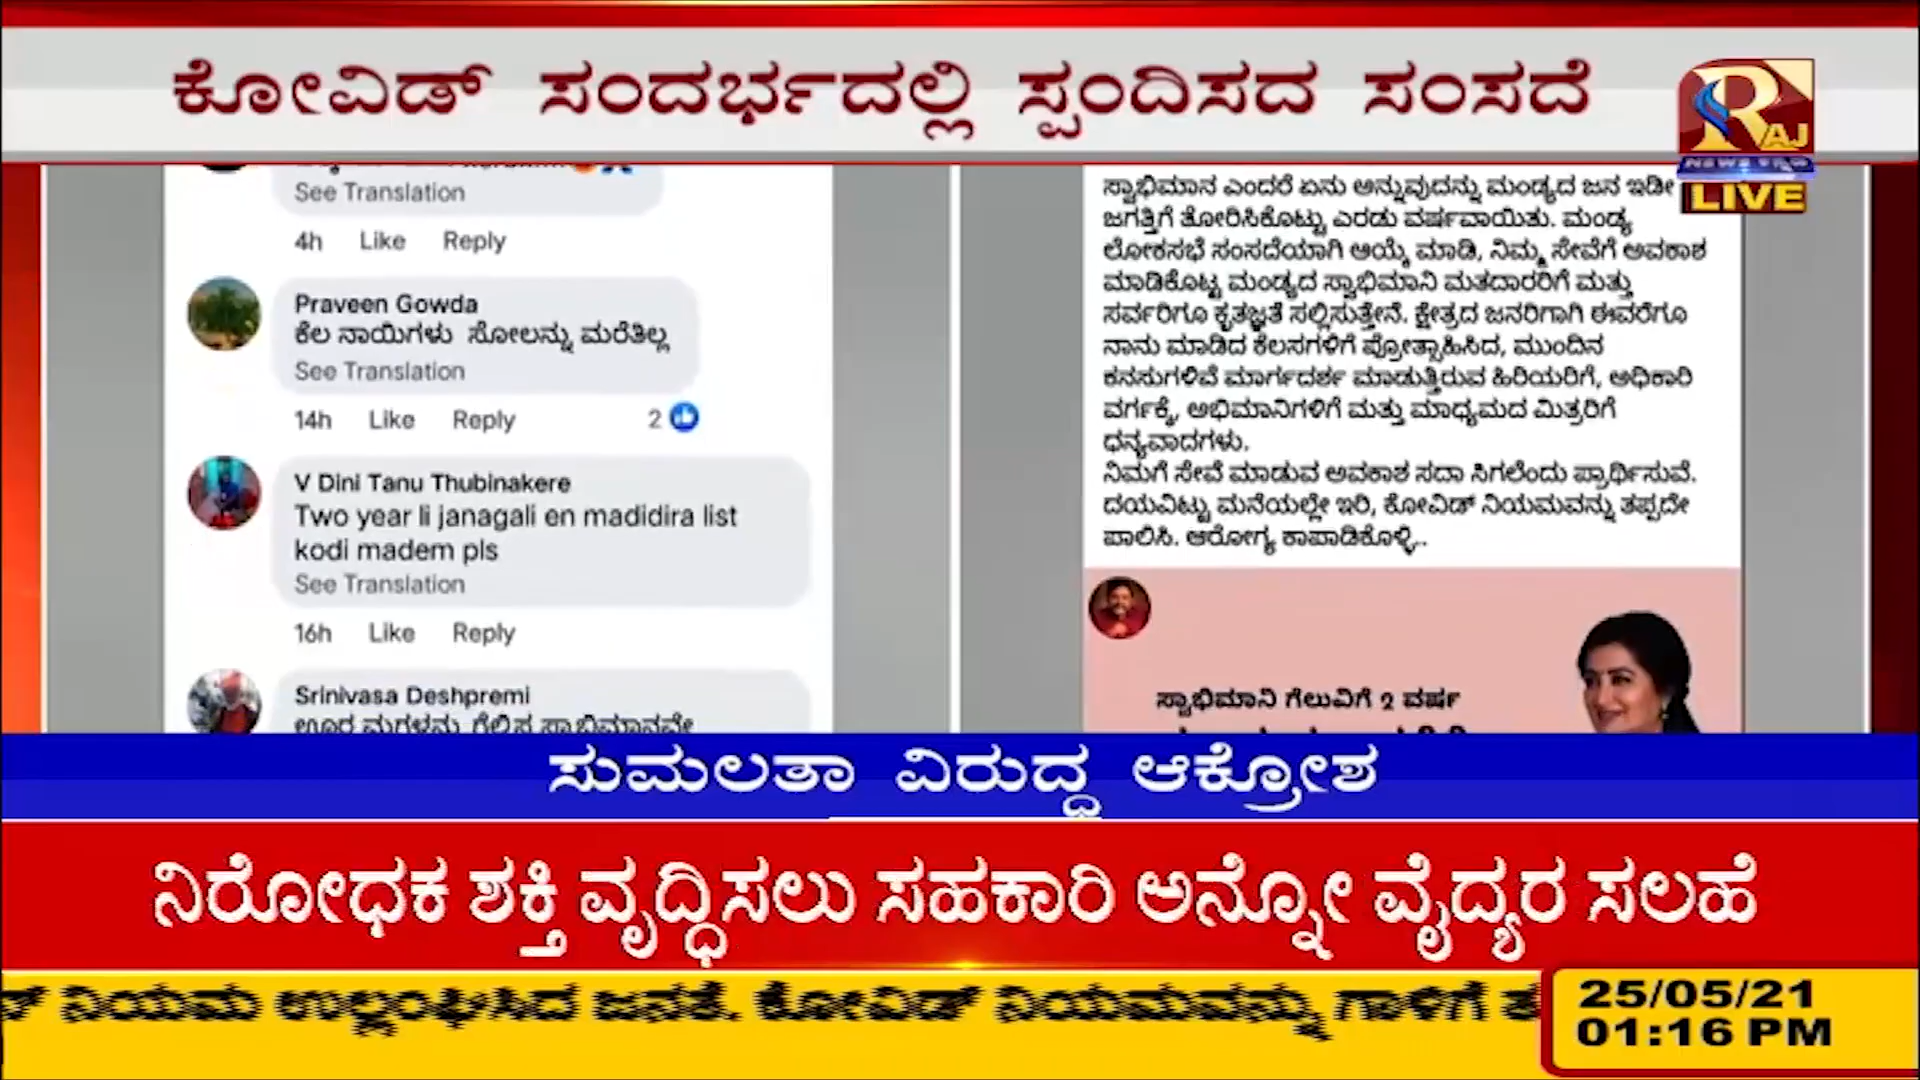 ಕೋವಿಡ್ ಸಂದರ್ಭದಲ್ಲಿ ಸ್ಪಂದಿಸದ ಸಂಸದೆ
RAJ
NEWS ಕನ್ನಡ
LIVE
See Translation
4h Like Reply
Praveen Gowda
ಕೆಲ ನಾಯಿಗಳು ಸೋಲನ್ನು ಮರೆತಿಲ್ಲ
See Translation
14h Like Reply 2
V Dini Tanu Thubinakere
Two year li janagali en madidira list
kodi madem pls
See Translation
16h Like Reply
Srinivasa Deshpremi
ಊರ ಮಗಳನ್ನು ಗೆಲ್ಲಿಸಿ ಸ್ವಾಭಿಮಾನವೇ
ಸ್ವಾಭಿಮಾನ ಎಂದರೆ ಏನು ಅನ್ನುವುದನ್ನು ಮಂಡ್ಯದ ಜನ ಇಡೀ
ಜಗತ್ತಿಗೆ ತೋರಿಸಿಕೊಟ್ಟು ಎರಡು ವರ್ಷವಾಯಿತು. ಮಂಡ್ಯ
ಲೋಕಸಭೆ ಸಂಸದೆಯಾಗಿ ಆಯ್ಕೆ ಮಾಡಿ, ನಿಮ್ಮ ಸೇವೆಗೆ ಅವಕಾಶ
ಮಾಡಿಕೊಟ್ಟ ಮಂಡ್ಯದ ಸ್ವಾಭಿಮಾನಿ ಮತದಾರರಿಗೆ ಮತ್ತು
ಸರ್ವರಿಗೂ ಕೃತಜ್ಞತೆ ಸಲ್ಲಿಸುತ್ತೇನೆ. ಕ್ಷೇತ್ರದ ಜನರಿಗಾಗಿ ಈವರೆಗೂ
ನಾನು ಮಾಡಿದ ಕೆಲಸಗಳಿಗೆ ಪ್ರೋತ್ಸಾಹಿಸಿದ, ಮುಂದಿನ
ಕನಸುಗಳಿವೆ ಮಾರ್ಗದರ್ಶ ಮಾಡುತ್ತಿರುವ ಹಿರಿಯರಿಗೆ, ಅಧಿಕಾರಿ
ವರ್ಗಕ್ಕೆ, ಅಭಿಮಾನಿಗಳಿಗೆ ಮತ್ತು ಮಾಧ್ಯಮದ ಮಿತ್ರರಿಗೆ
ಧನ್ಯವಾದಗಳು.
ನಿಮಗೆ ಸೇವೆ ಮಾಡುವ ಅವಕಾಶ ಸದಾ ಸಿಗಲೆಂದು ಪ್ರಾರ್ಥಿಸುವೆ.
ದಯವಿಟ್ಟು ಮನೆಯಲ್ಲೇ ಇರಿ, ಕೋವಿಡ್ ನಿಯಮವನ್ನು ತಪ್ಪದೇ
ಪಾಲಿಸಿ. ಆರೋಗ್ಯ ಕಾಪಾಡಿಕೊಳ್ಳಿ..
ಸ್ವಾಭಿಮಾನಿ ಗೆಲುವಿಗೆ 2 ವರ್ಷ
ಸುಮಲತಾ ವಿರುದ್ಧ ಆಕ್ರೋಶ
ನಿರೋಧಕ ಶಕ್ತಿ ವೃದ್ಧಿಸಲು ಸಹಕಾರಿ ಅನ್ನೋ ವೈದ್ಯರ ಸಲಹೆ
ನಿಯಮ ಉಲ್ಲಂಘಿಸಿದ ಜನತೆ. ಕೋವಿಡ್ ನಿಯಮವನ್ನು ಗಾಳಿಗೆ
25/05/21
01:16 PM